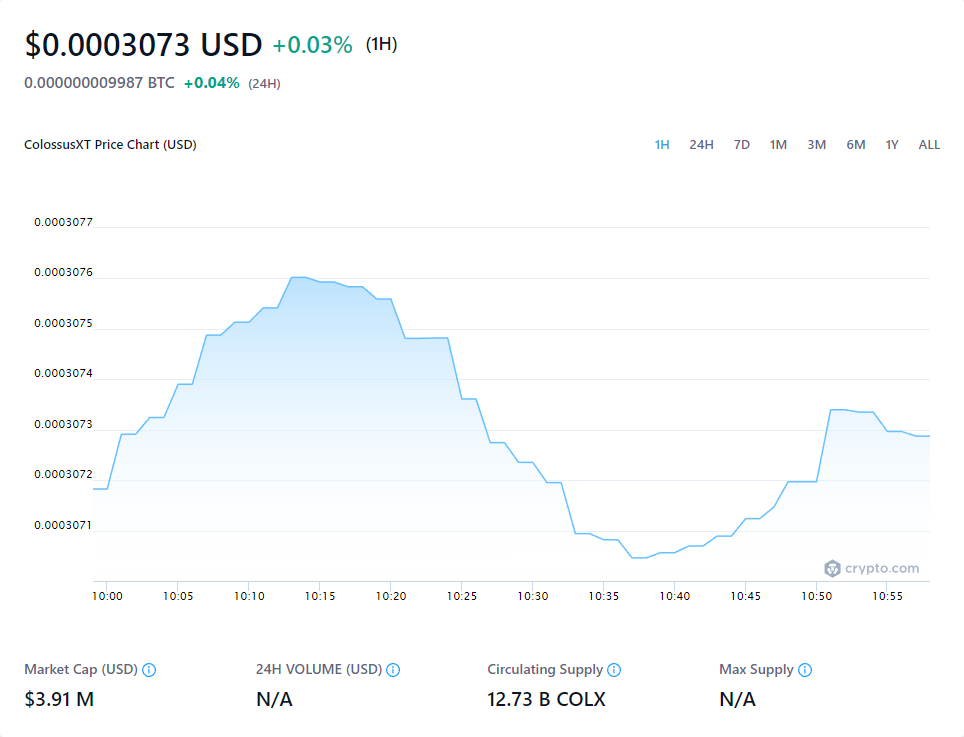 $0.0003073 USD +0.03% (1H)
0.000000009987 BTC +0.04% (24H)
ColossusXT Price Chart (USD) 1H 24H 7D 1M 3M 6M 1Y ALL
0.0003077
0.0003076
0.0003075
0.0003074
0.0003073
0.0003072
0.0003071
crypto.com
10:00 10:05 10:10 10:15 10:20 10:25 10:30 10:35 10:40 10:45 10:50 10:55
Market Cap (USD) 24H VOLUME (USD) Circulating Supply Max Supply
$3.91 M N/A 12.73 B COLX N/A